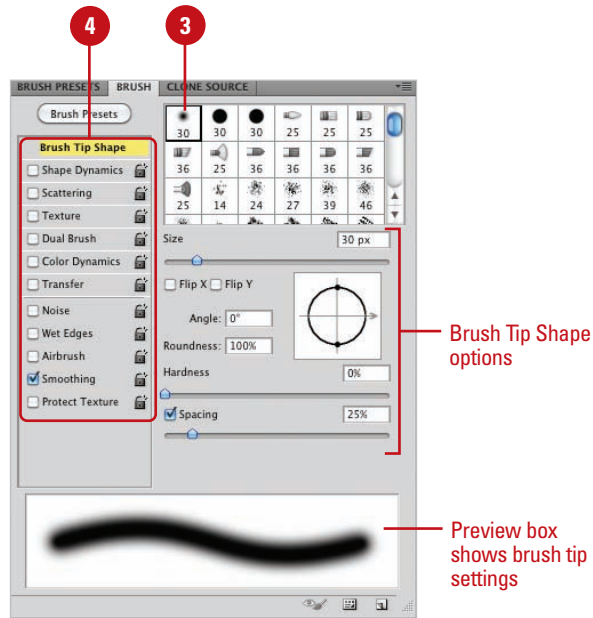 4
3
BRUSH PRESETS
BRUSH
CLONE SOURCE
Brush Presets
30 30 30 25 25 25
36 25 36 36 36 36
25 14 24 27 39 46
Brush Tip Shape
Shape Dynamics
Scattering
Texture
Dual Brush
Color Dynamics
Transfer
Noise
Wet Edges
Airbrush
Smoothing
Protect Texture
Size 30 px
Flip X Flip Y
Angle: 0°
Roundness: 100%
Hardness 0%
Spacing 25%
Brush Tip Shape
options
Preview box
shows brush tip
settings